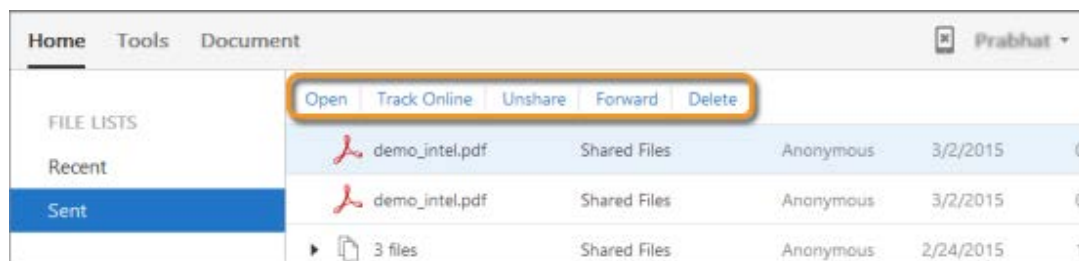 Home Tools Document Prabhat
Open Track Online Unshare Forward Delete
FILE LISTS
Recent
Sent
demo_intel.pdf Shared Files Anonymous 3/2/2015
demo_intel.pdf Shared Files Anonymous 3/2/2015
3 files Shared Files Anonymous 2/24/2015